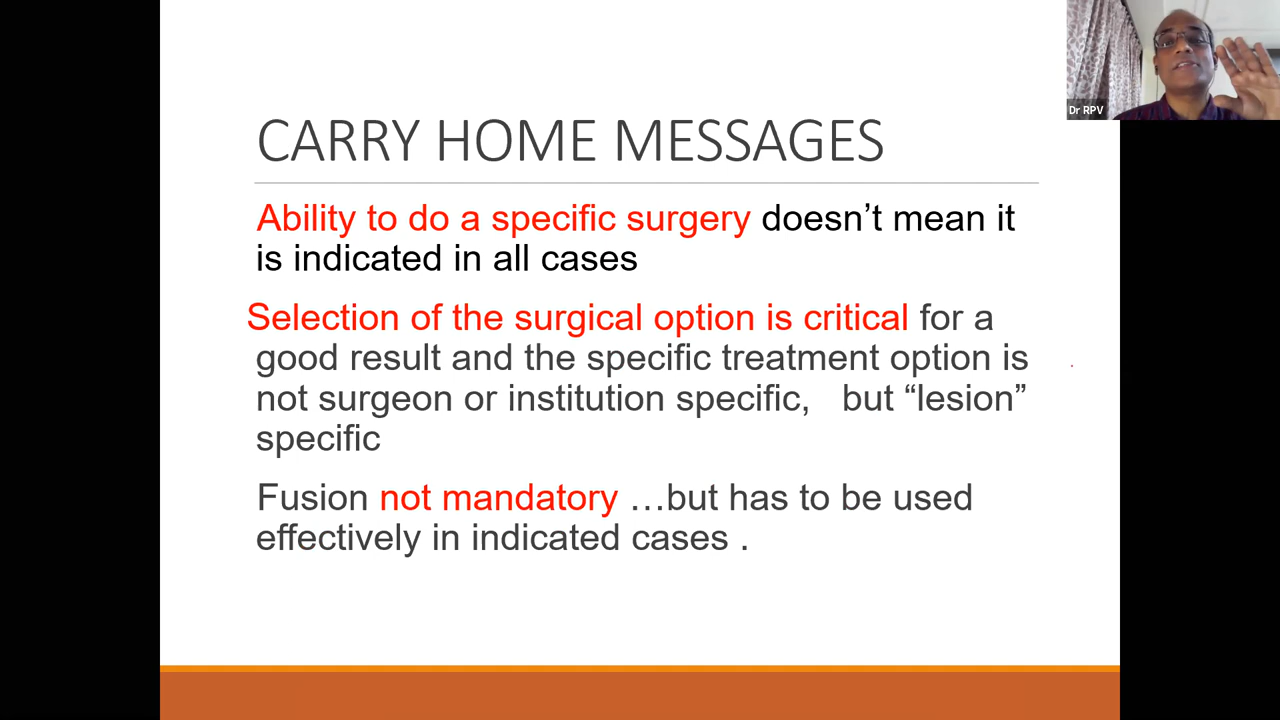 Dr RPV
CARRY HOME MESSAGES
Ability to do a specific surgery doesn’t mean it
is indicated in all cases
Selection of the surgical option is critical for a
good result and the specific treatment option is
not surgeon or institution specific, but “lesion”
specific
Fusion not mandatory …but has to be used
effectively in indicated cases .